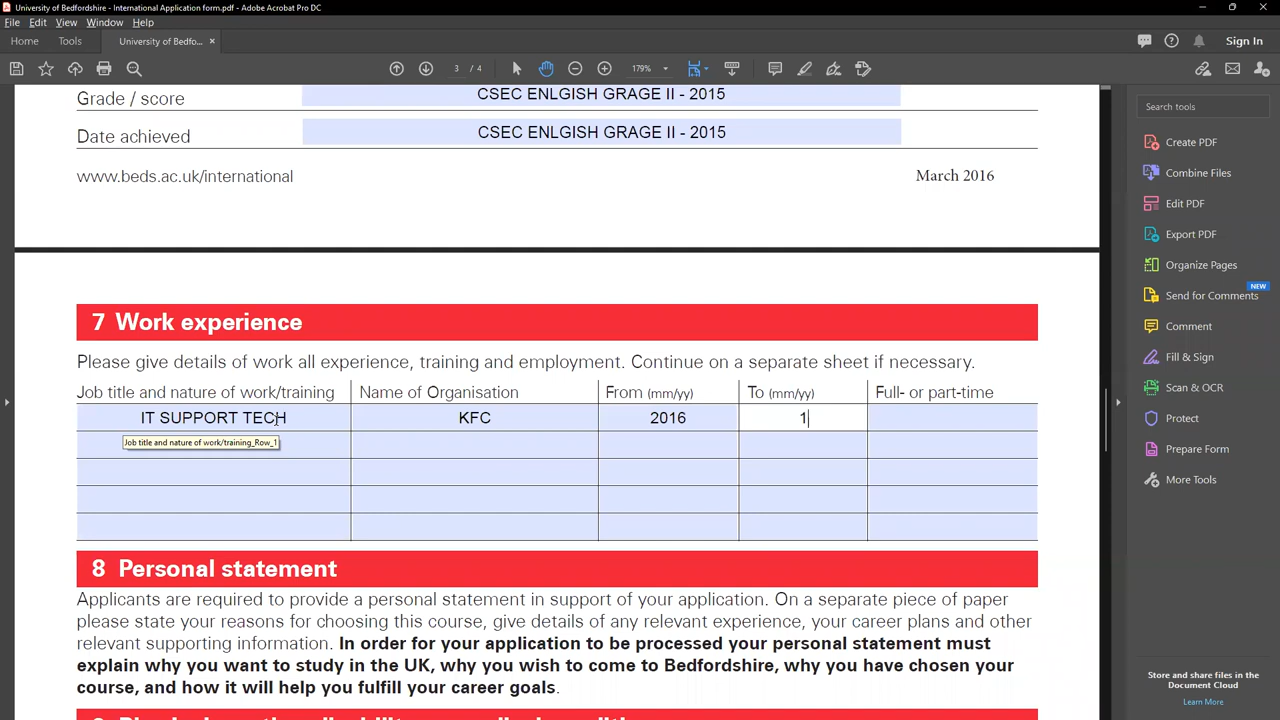 University of Bedfordshire - International Application form.pdf - Adobe Acrobat Pro DC
File Edit View Window Help
Home Tools University of Bedfo... × Sign In
3 / 4 179%
Grade / score CSEC ENLGISH GRAGE II - 2015
Date achieved CSEC ENLGISH GRAGE II - 2015
www.beds.ac.uk/international March 2016
7 Work experience
Please give details of work all experience, training and employment. Continue on a separate sheet if necessary.
Job title and nature of work/training Name of Organisation From (mm/yy) To (mm/yy) Full- or part-time
IT SUPPORT TECH KFC 2016 1
Job title and nature of work/training_Row_1
8 Personal statement
Applicants are required to provide a personal statement in support of your application. On a separate piece of paper
please state your reasons for choosing this course, give details of any relevant experience, your career plans and other
relevant supporting information. In order for your application to be processed your personal statement must
explain why you want to study in the UK, why you wish to come to Bedfordshire, why you have chosen your
course, and how it will help you fulfill your career goals.
Search tools
Create PDF
Combine Files
Edit PDF
Export PDF
Organize Pages
NEW
Send for Comments
Comment
Fill & Sign
Scan & OCR
Protect
Prepare Form
More Tools
Store and share files in the
Document Cloud
Learn More